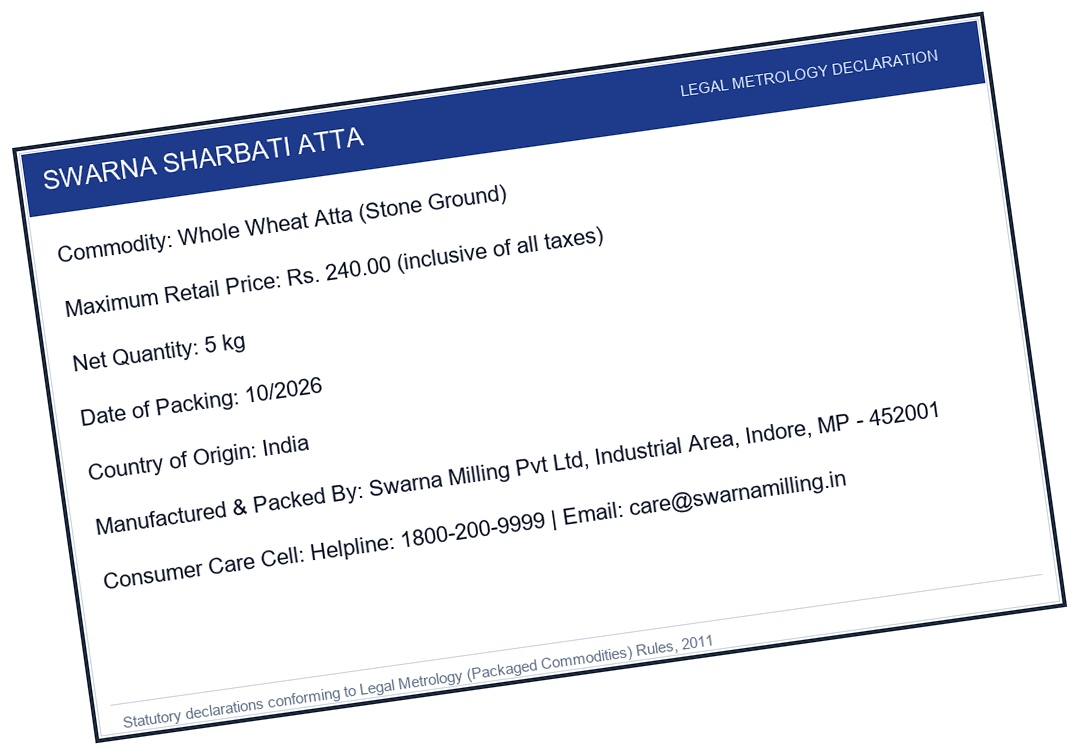 SWARNA SHARBATI ATTA
LEGAL METROLOGY DECLARATION
Commodity: Whole Wheat Atta (Stone Ground)
Maximum Retail Price: Rs. 240.00 (inclusive of all taxes)
Net Quantity: 5 kg
Date of Packing: 10/2026
Country of Origin: India
Manufactured & Packed By: Swarna Milling Pvt Ltd, Industrial Area, Indore, MP - 452001
Consumer Care Cell: Helpline: 1800-200-9999 | Email: care@swarnamilling.in
Statutory declarations conforming to Legal Metrology (Packaged Commodities) Rules, 2011